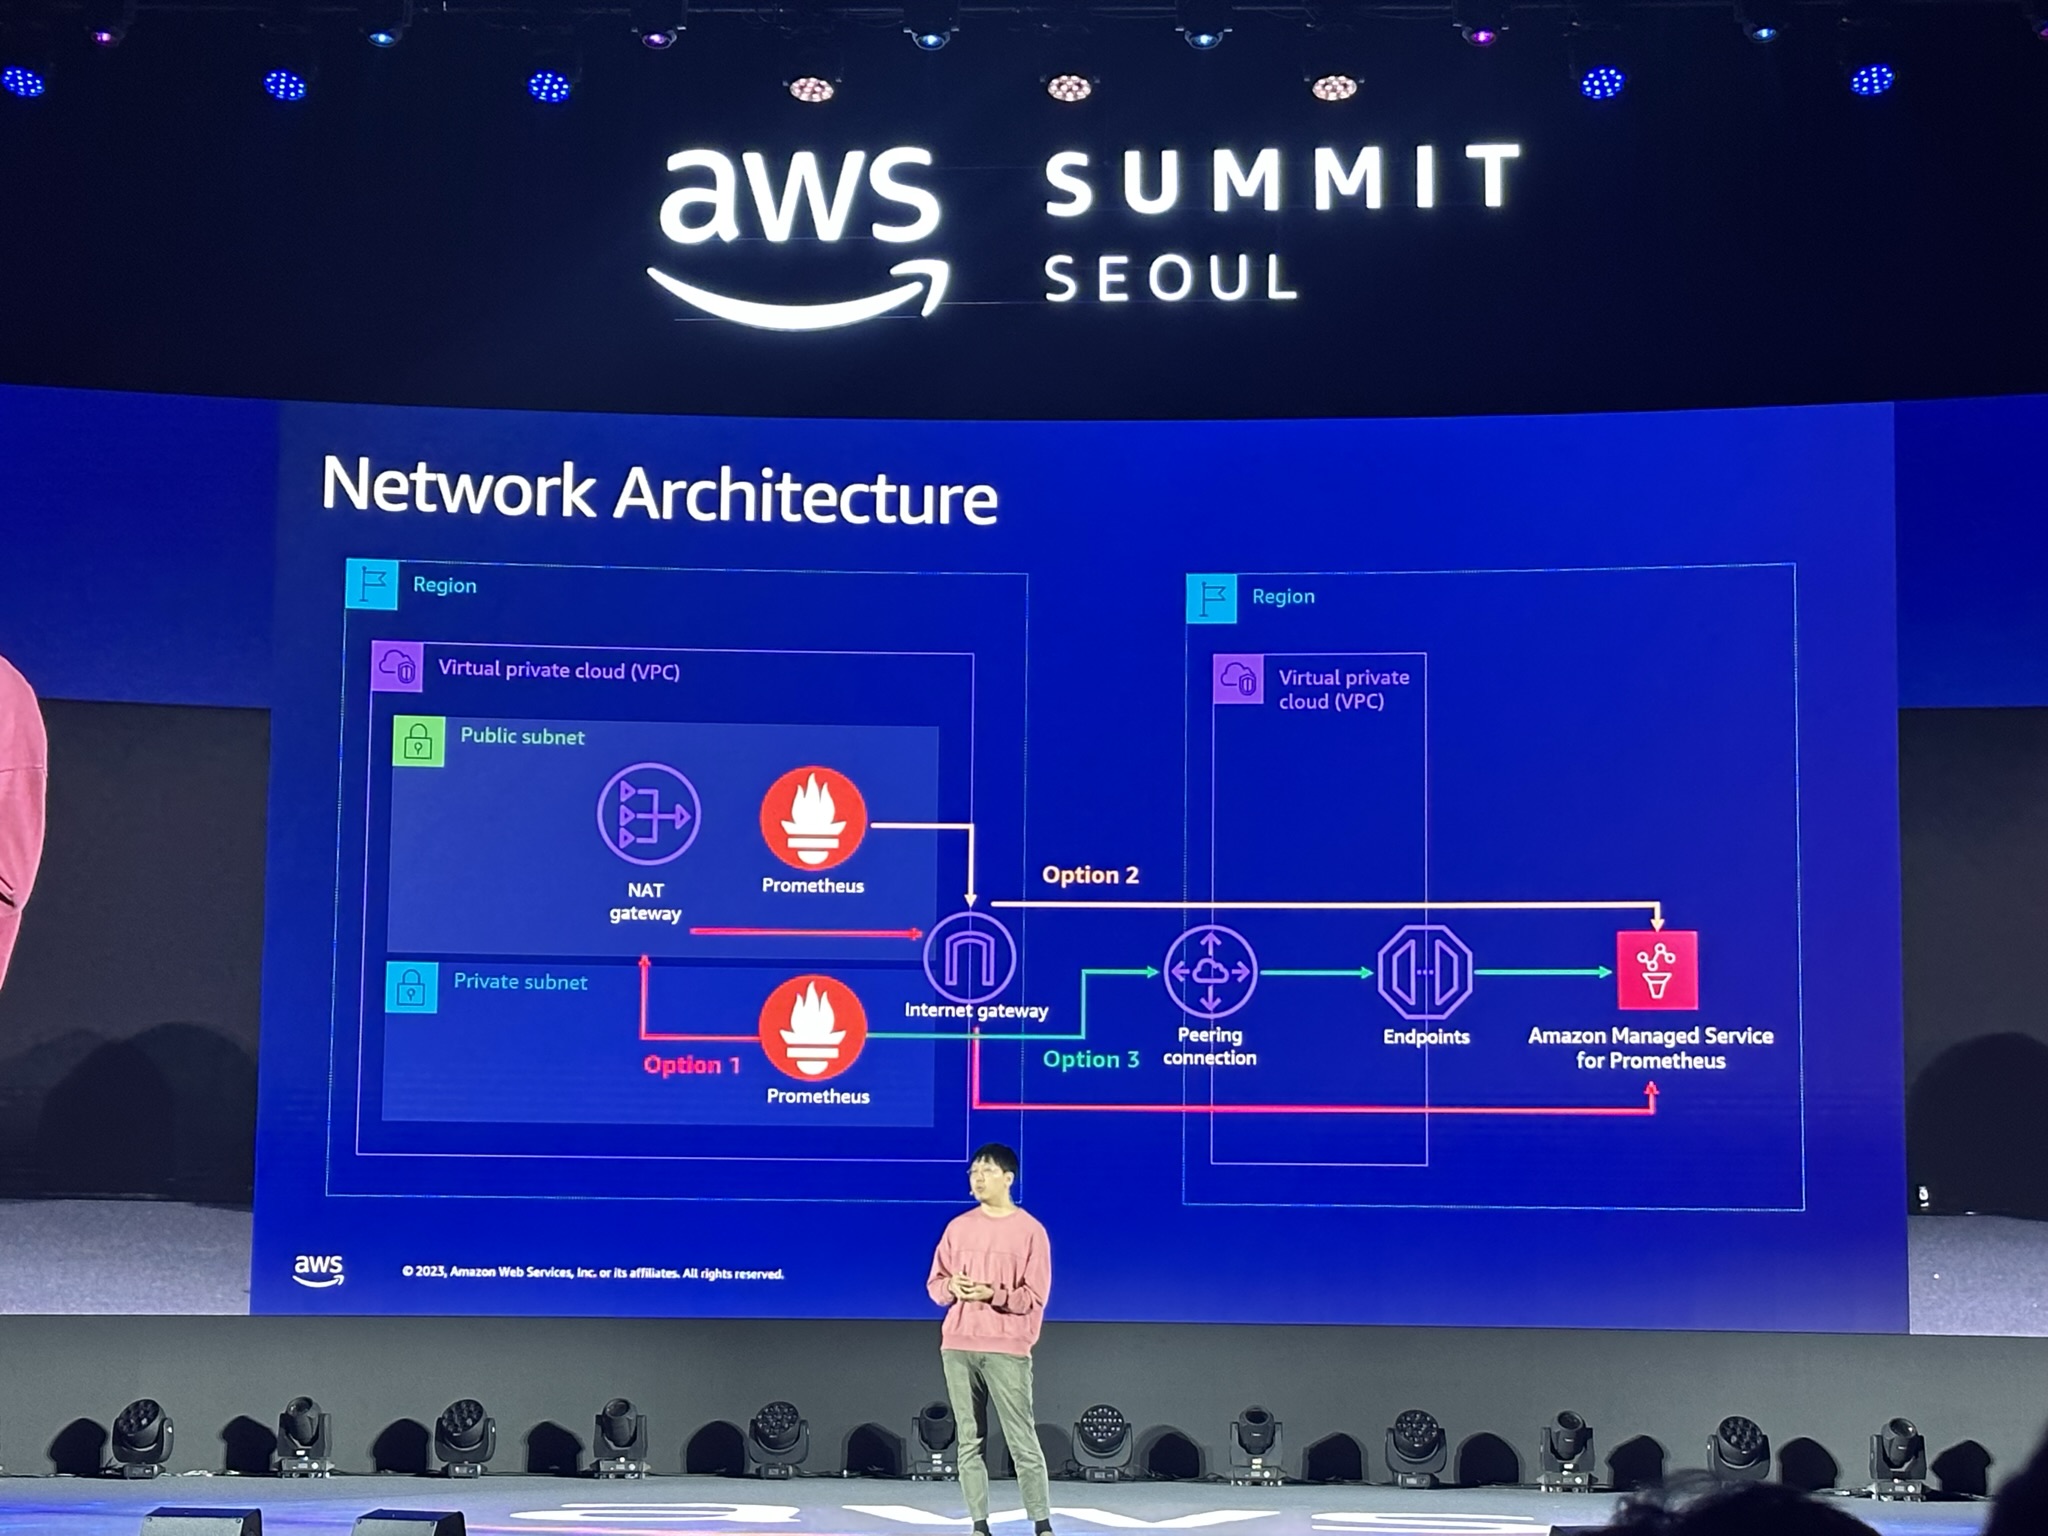 aws
SUMMIT
SEOUL
Network Architecture
Region
Virtual private cloud (VPC)
Public subnet
NAT
gateway
Prometheus
Private subnet
Option 1
Prometheus
Internet gateway
Option 2
Option 3
Region
Virtual private
cloud (VPC)
Peering
connection
Endpoints
Amazon Managed Service
for Prometheus
aws
© 2023, Amazon Web Services, Inc. or its affiliates. All rights reserved.
aws